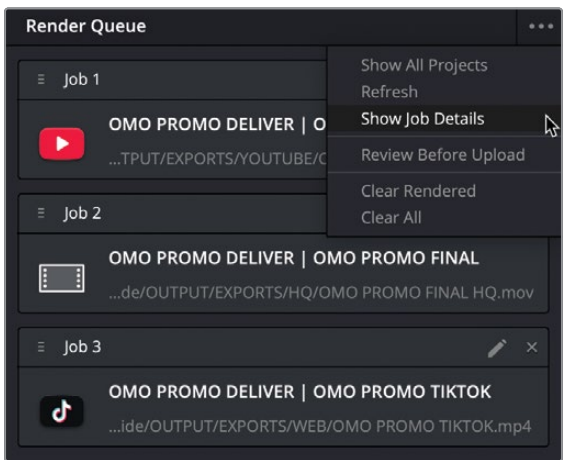 Render Queue
Job 1
Show All Projects
Refresh
Show Job Details
Review Before Upload
Clear Rendered
Clear All
OMO PROMO DELIVER | O
...TPUT/EXPORTS/YOUTUBE/
Job 2
OMO PROMO DELIVER | OMO PROMO FINAL
...de/OUTPUT/EXPORTS/HQ/OMO PROMO FINAL HQ.mov
Job 3
OMO PROMO DELIVER | OMO PROMO TIKTOK
...ide/OUTPUT/EXPORTS/WEB/OMO PROMO TIKTOK.mp4